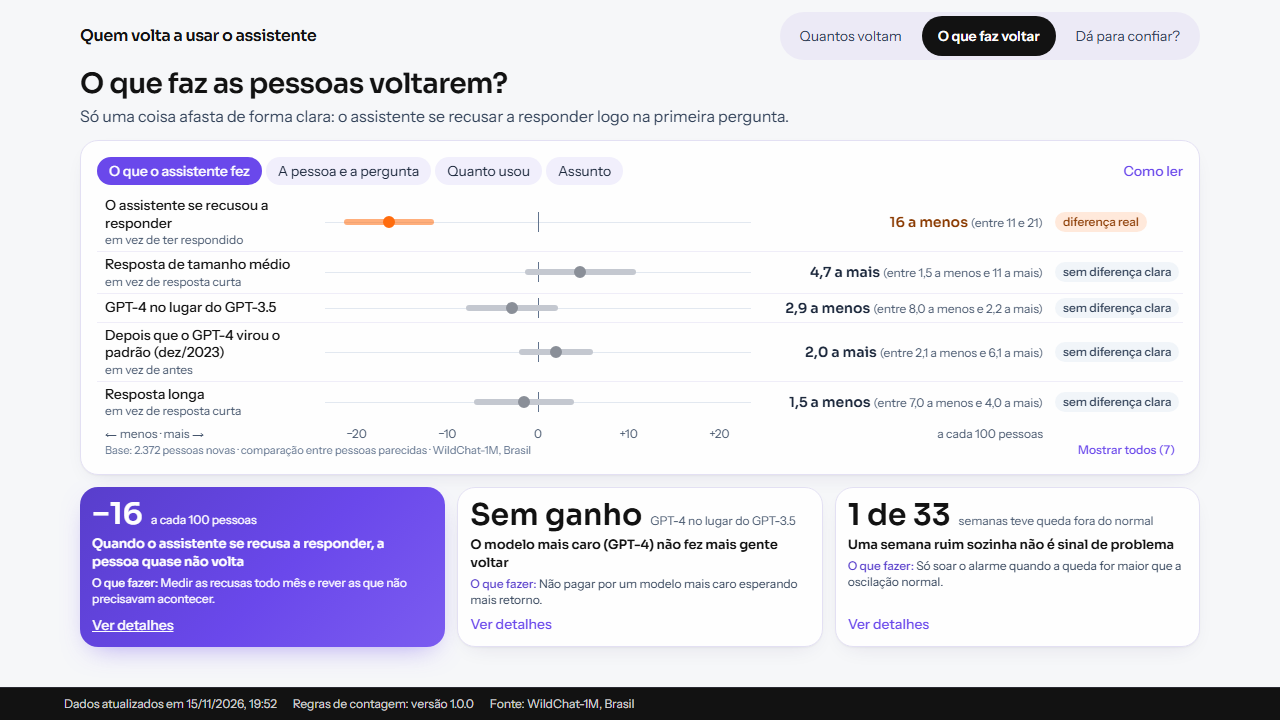 Quem volta a usar o assistente
Quantos voltam
O que faz voltar
Dá para confiar?
O que faz as pessoas voltarem?
Só uma coisa afasta de forma clara: o assistente se recusar a responder logo na primeira pergunta.
O que o assistente fez
A pessoa e a pergunta
Quanto usou
Assunto
Como ler
O assistente se recusou a
responder
em vez de ter respondido
16 a menos (entre 11 e 21)
diferença real
Resposta de tamanho médio
em vez de resposta curta
4,7 a mais (entre 1,5 a menos e 11 a mais)
sem diferença clara
GPT-4 no lugar do GPT-3.5
2,9 a menos (entre 8,0 a menos e 2,2 a mais)
sem diferença clara
Depois que o GPT-4 virou o
padrão (dez/2023)
em vez de antes
2,0 a mais (entre 2,1 a menos e 6,1 a mais)
sem diferença clara
Resposta longa
em vez de resposta curta
1,5 a menos (entre 7,0 a menos e 4,0 a mais)
sem diferença clara
← menos · mais →
−20
−10
0
+10
+20
a cada 100 pessoas
Base: 2.372 pessoas novas · comparação entre pessoas parecidas · WildChat-1M, Brasil
Mostrar todos (7)
−16 a cada 100 pessoas
Quando o assistente se recusa a responder, a
pessoa quase não volta
O que fazer: Medir as recusas todo mês e rever as que não
precisavam acontecer.
Ver detalhes
Sem ganho GPT-4 no lugar do GPT-3.5
O modelo mais caro (GPT-4) não fez mais gente
voltar
O que fazer: Não pagar por um modelo mais caro esperando
mais retorno.
Ver detalhes
1 de 33 semanas teve queda fora do normal
Uma semana ruim sozinha não é sinal de problema
O que fazer: Só soar o alarme quando a queda for maior que a
oscilação normal.
Ver detalhes
Dados atualizados em 15/11/2026, 19:52
Regras de contagem: versão 1.0.0
Fonte: WildChat-1M, Brasil